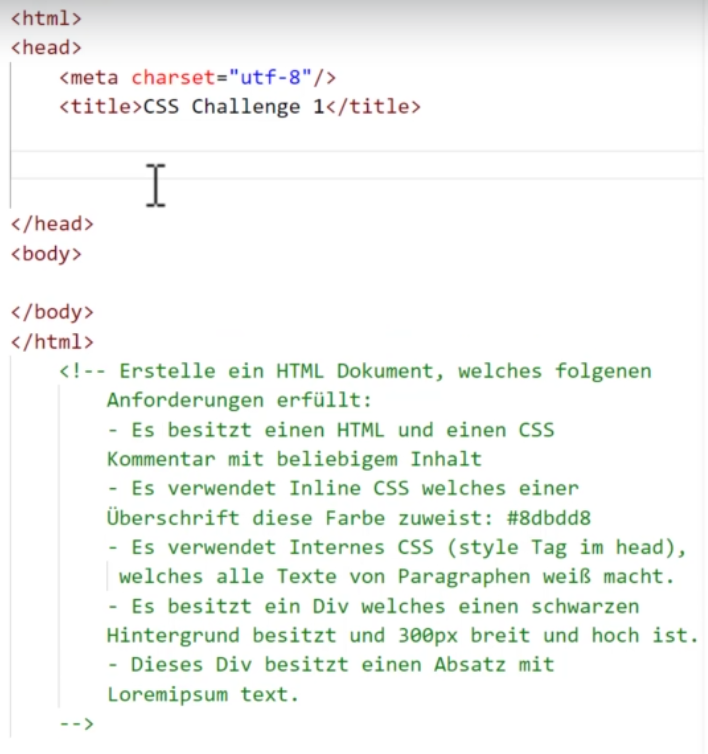 <html>
<head>
<meta charset="utf-8"/>
<title>CSS Challenge 1</title>
</head>
<body>
</body>
</html>
<!-- Erstelle ein HTML Dokument, welches folgenen
Anforderungen erfüllt:
- Es besitzt einen HTML und einen CSS
Kommentar mit beliebigem Inhalt
- Es verwendet Inline CSS welches einer
Überschrift diese Farbe zuweist: #8dbdd8
- Es verwendet Internes CSS (style Tag im head),
welches alle Texte von Paragraphen weiß macht.
- Es besitzt ein Div welches einen schwarzen
Hintergrund besitzt und 300px breit und hoch ist.
- Dieses Div besitzt einen Absatz mit
Loremipsum text.
-->